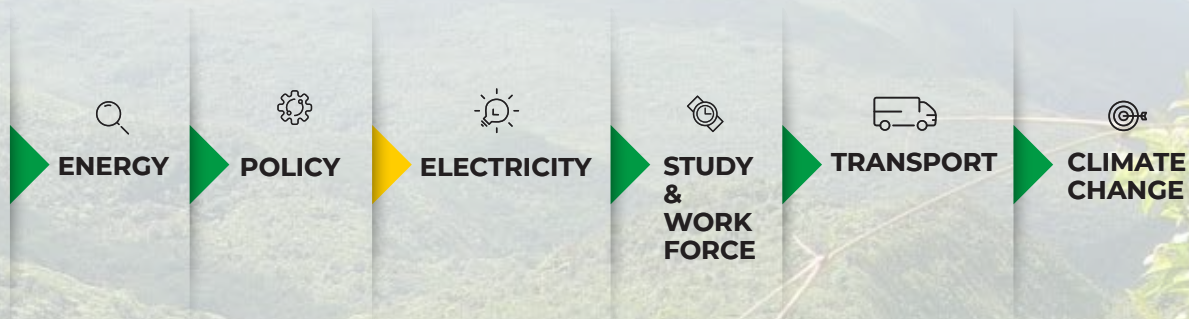 ENERGY
POLICY
ELECTRICITY
STUDY
&
WORK
FORCE
TRANSPORT
CLIMATE
CHANGE